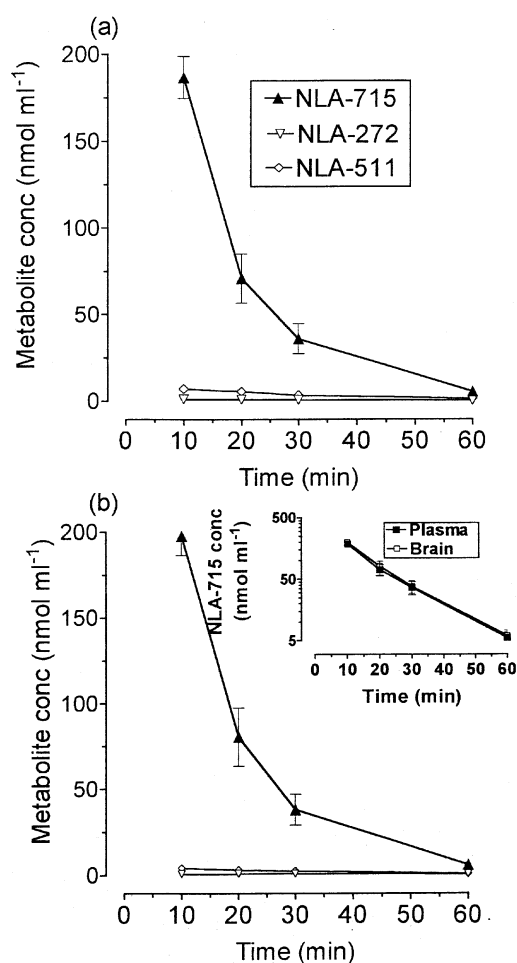 (a)
200
150
100
50
0
Metabolite conc (nmol ml⁻¹)
NLA-715
NLA-272
NLA-511
0 10 20 30 40 50 60
Time (min)
(b)
200
150
100
50
0
Metabolite conc (nmol ml⁻¹)
500
50
5
NLA-715 conc
(nmol ml⁻¹)
Plasma
Brain
0 10 20 30 40 50 60
Time (min)
0 10 20 30 40 50 60
Time (min)